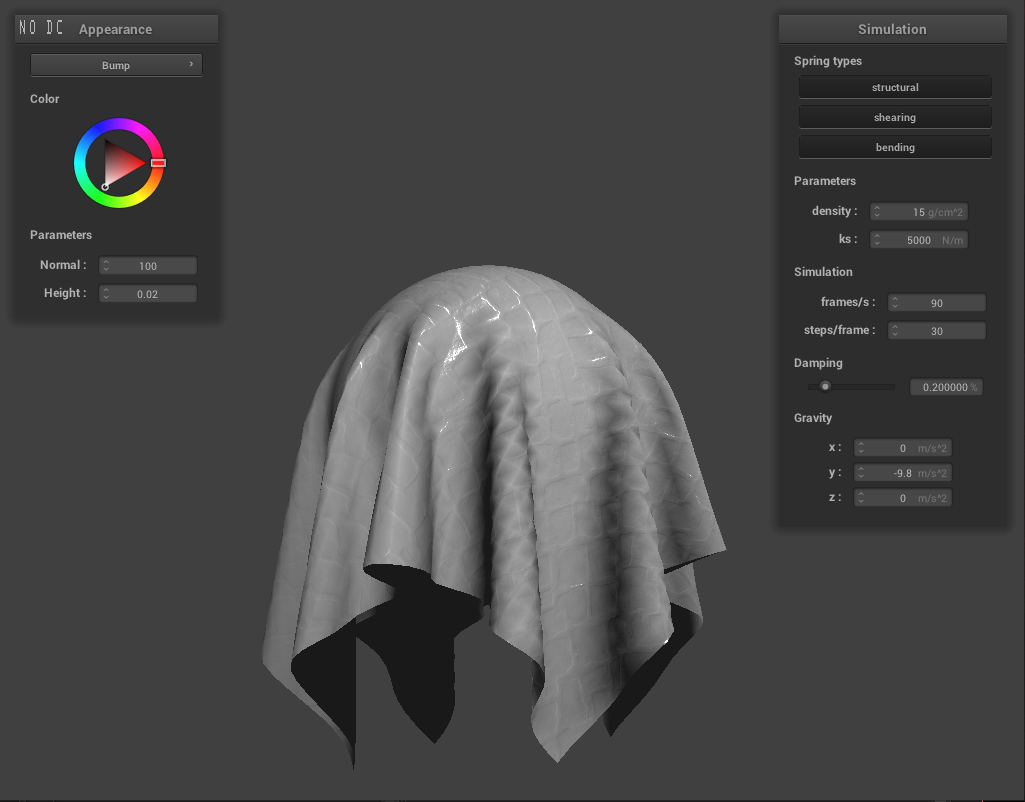 NO DC
Appearance
Bump
Color
Parameters
Normal : 100
Height : 0.02
Simulation
Spring types
structural
shearing
bending
Parameters
density : 15 g/cm^2
ks : 5000 N/m
Simulation
frames/s : 90
steps/frame : 30
Damping
0.200000 %
Gravity
x : 0 m/s^2
y : -9.8 m/s^2
z : 0 m/s^2